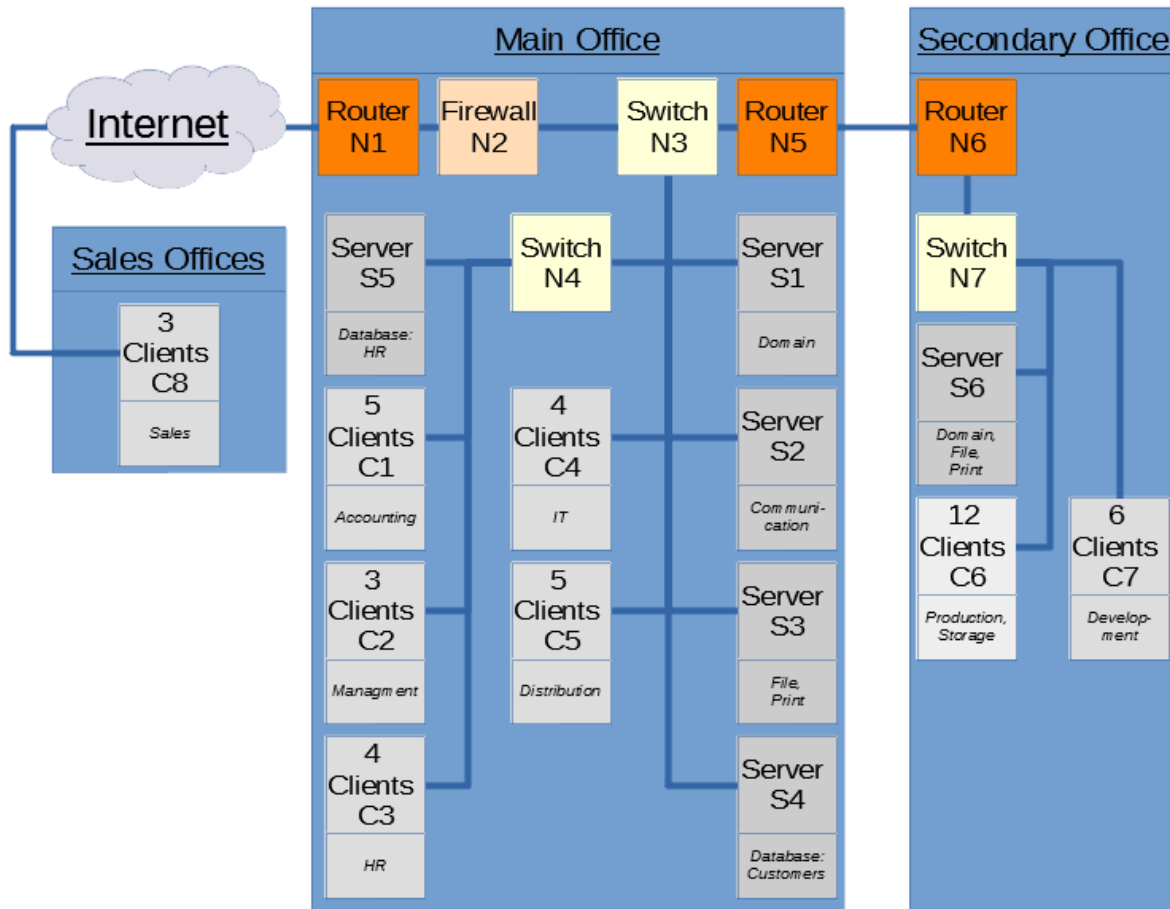 Main Office
Secondary Office
Internet
Router
N1
Firewall
N2
Switch
N3
Router
N5
Router
N6
Sales Offices
3
Clients
C8
Sales
Server
S5
Database:
HR
Switch
N4
Server
S1
Domain
Switch
N7
Server
S6
Domain,
File,
Print
5
Clients
C1
Accounting
4
Clients
C4
IT
Server
S2
Communi-
cation
12
Clients
C6
Production,
Storage
6
Clients
C7
Develop-
ment
3
Clients
C2
Managment
5
Clients
C5
Distribution
Server
S3
File,
Print
4
Clients
C3
HR
Server
S4
Database:
Customers